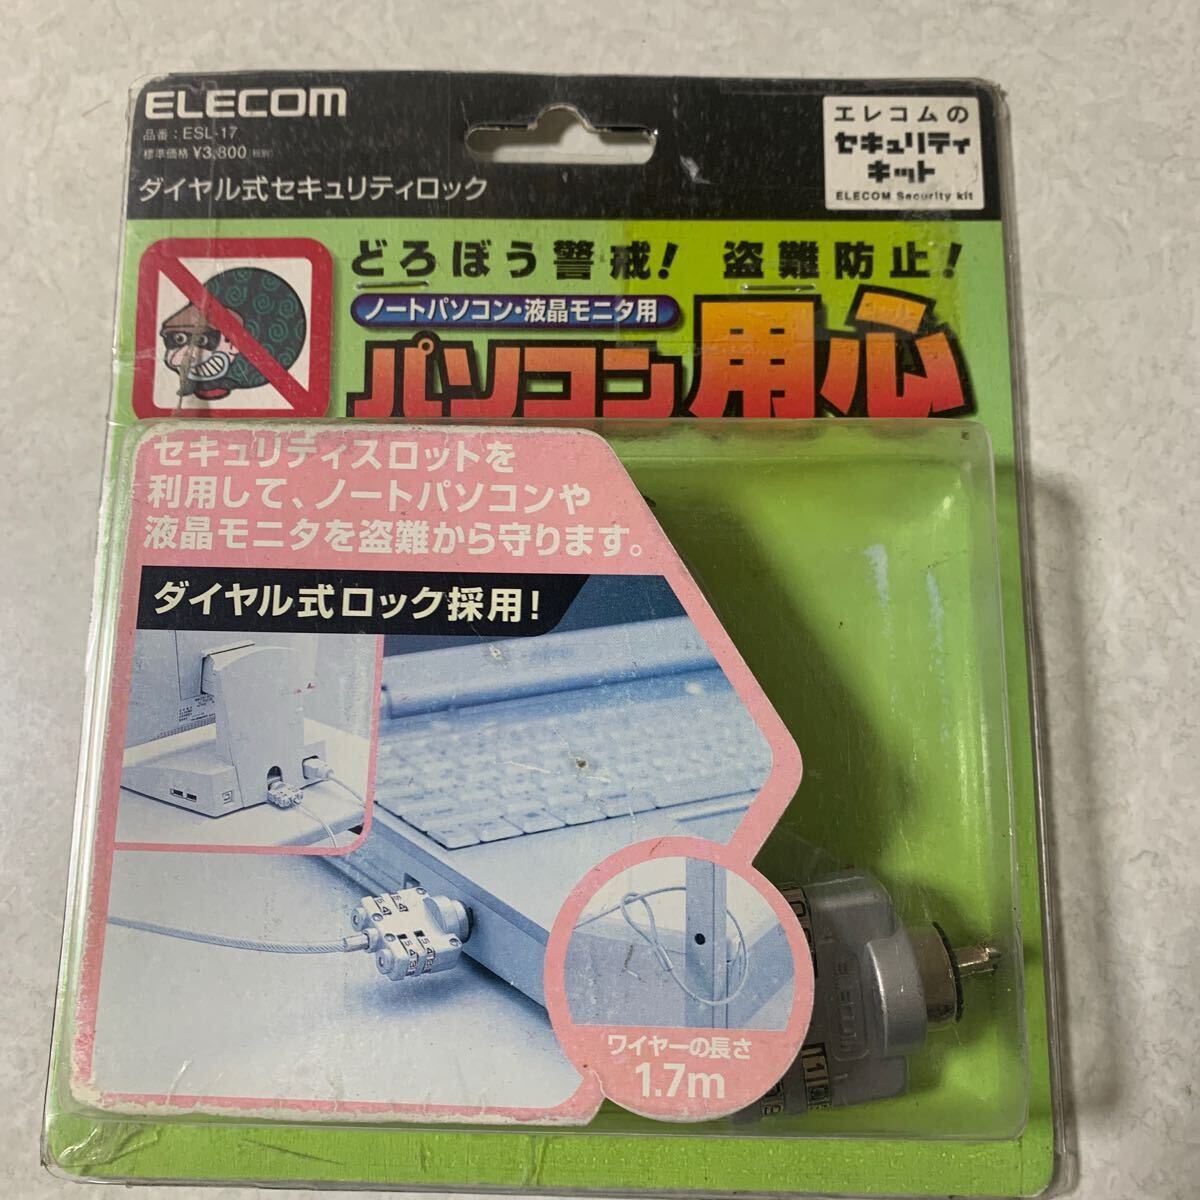 ELECOM
品番：ESL-17
標準価格 ¥3,800(税別)
ダイヤル式セキュリティロック
エレコムの
セキュリティ
キット
ELECOM Security kit
どろぼう警戒! 盗難防止!
ノートパソコン・液晶モニタ用
パソコン用心
セキュリティスロットを
利用して、ノートパソコンや
液晶モニタを盗難から守ります。
ダイヤル式ロック採用!
ワイヤーの長さ
1.7m
ELECOM